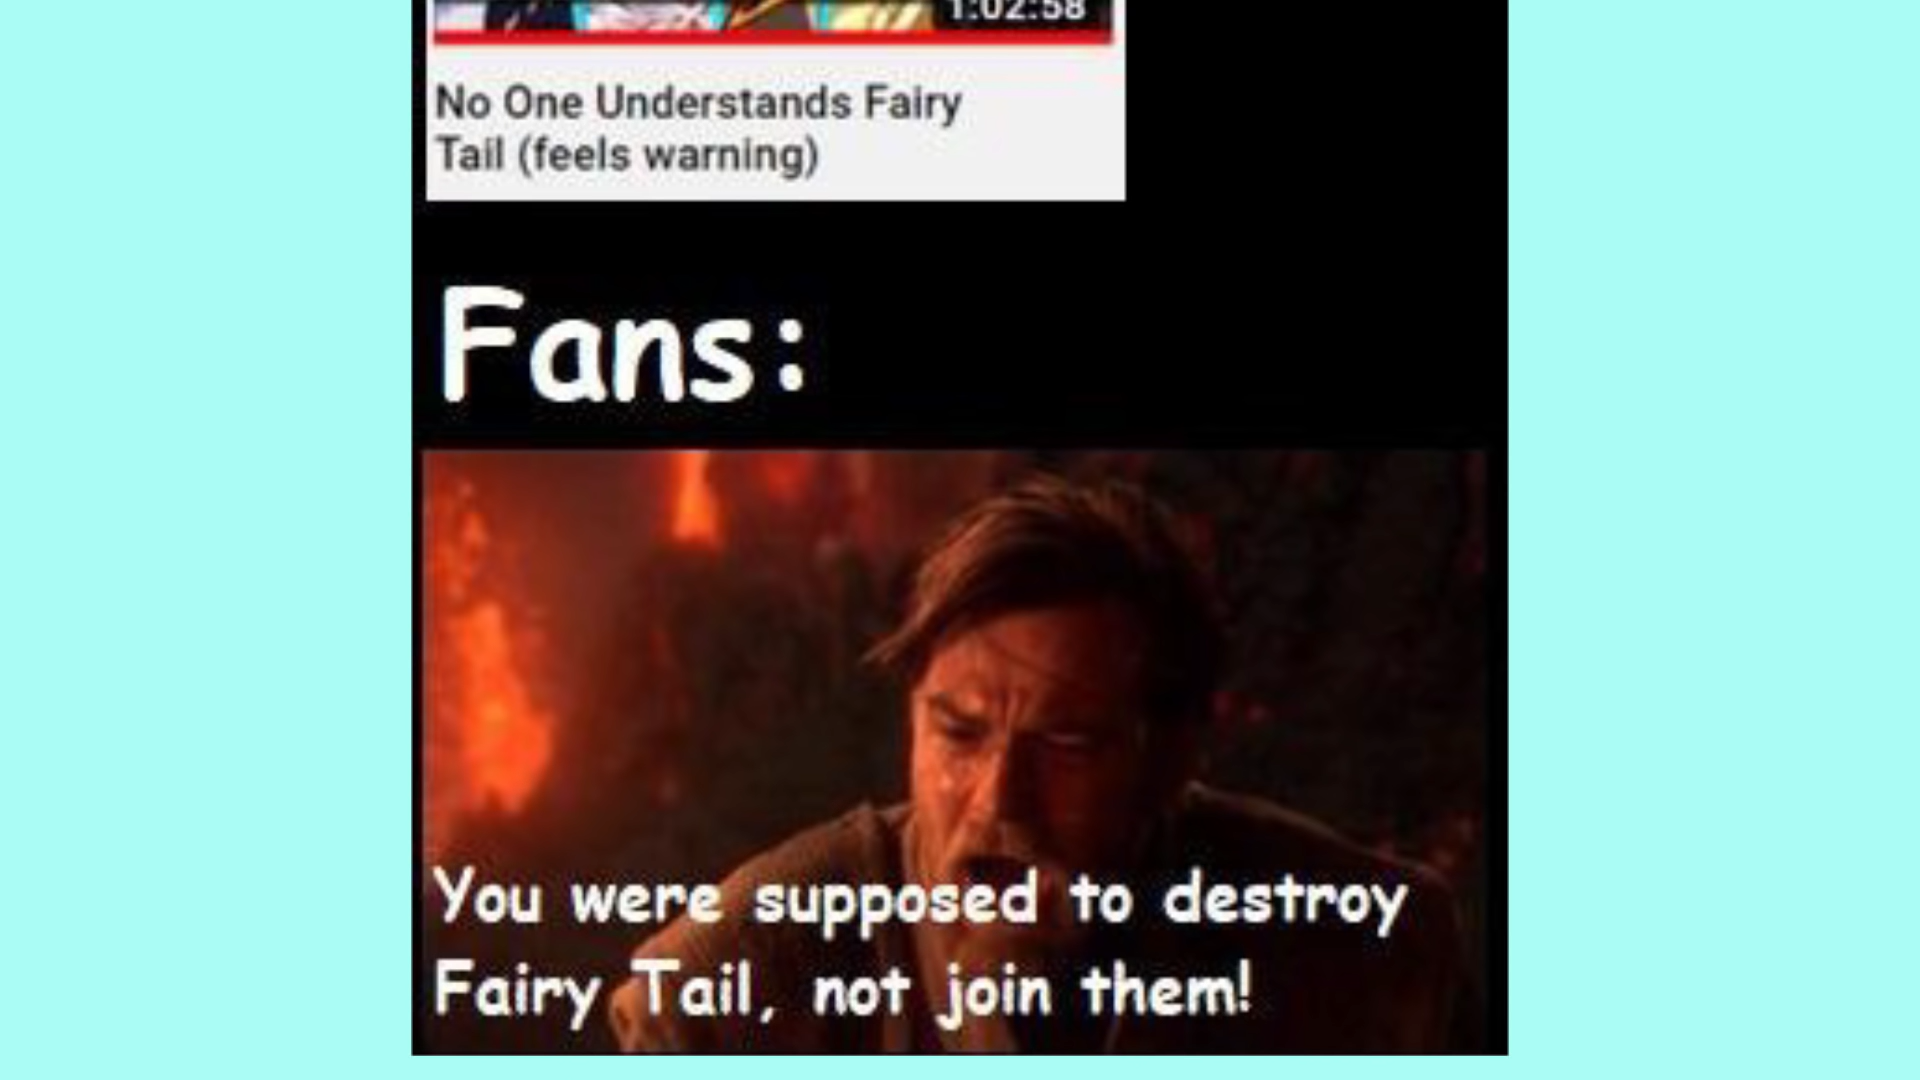 1:02:58
No One Understands Fairy
Tail (feels warning)
Fans:
You were supposed to destroy
Fairy Tail, not join them!